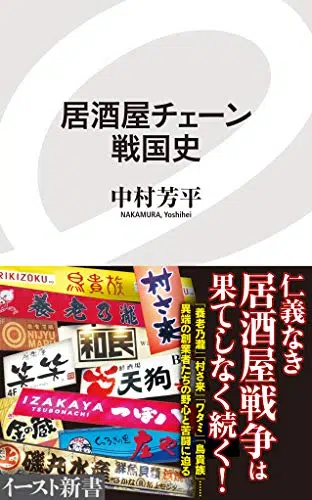 居酒屋チェーン
戦国史
中村芳平
NAKAMURA, Yoshihei
仁義なき
居酒屋戦争は
果てしなく続く!
「養老乃瀧」「村さ来」「ワタミ」「鳥貴族」……
異端の創業者たちの野心と苦闘に迫る
RIKIZOKU
鳥貴族
養老乃瀧
村さ来
笑笑
和民
天狗
IZAKAYA
TSUBONACHI
つぼ八
金の蔵
磯丸水産
鮮魚貝
イースト新書